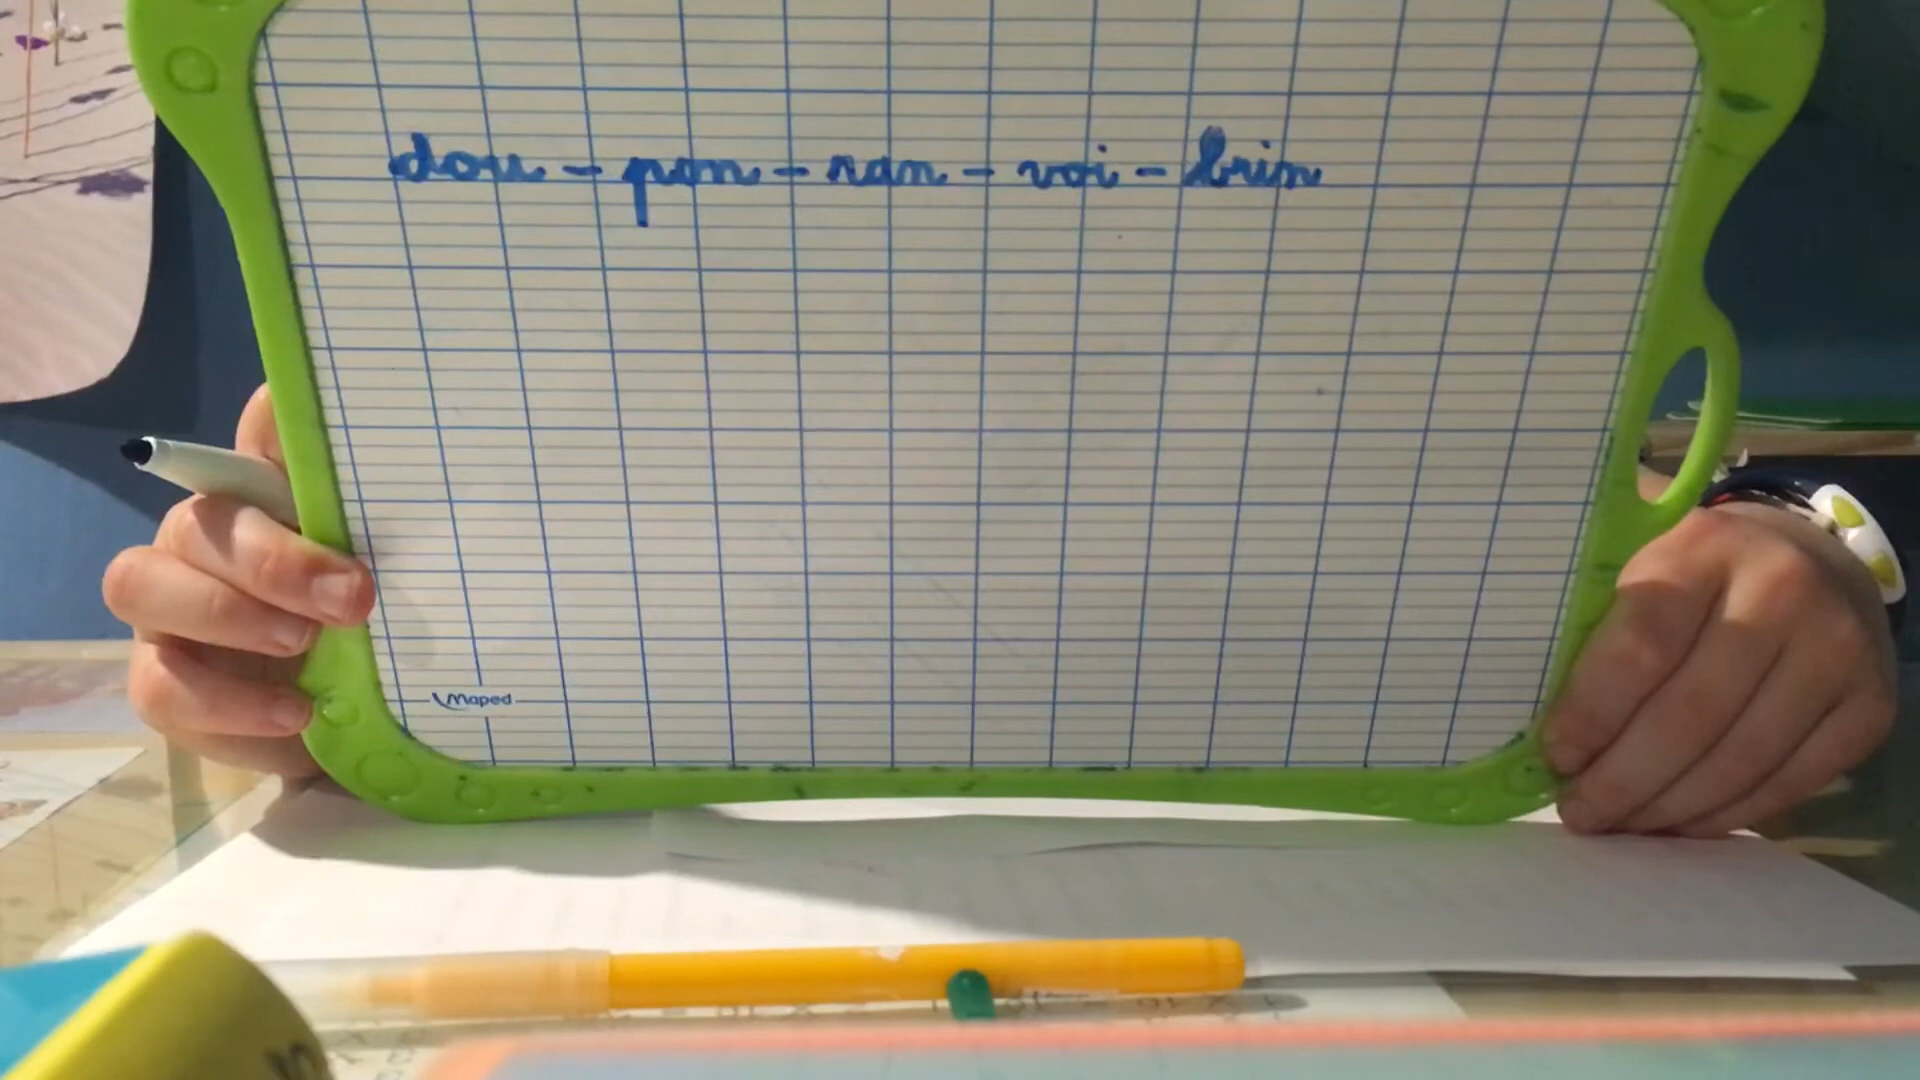 dou - pon - ran - voi - brin
Maped